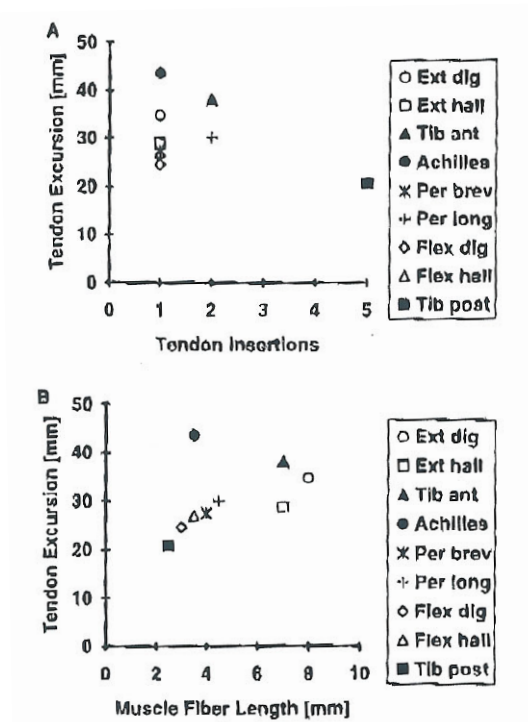 A
50
40
30
20
10
0
0 1 2 3 4 5
Tendon Excursion [mm]
Tendon Insertions
Ext dig
Ext hall
Tib ant
Achilles
Per brev
Per long
Flex dig
Flex hall
Tib post
B
50
40
30
20
10
0
0 2 4 6 8 10
Tendon Excursion [mm]
Muscle Fiber Length [mm]
Ext dig
Ext hall
Tib ant
Achilles
Per brev
Per long
Flex dig
Flex hall
Tib post